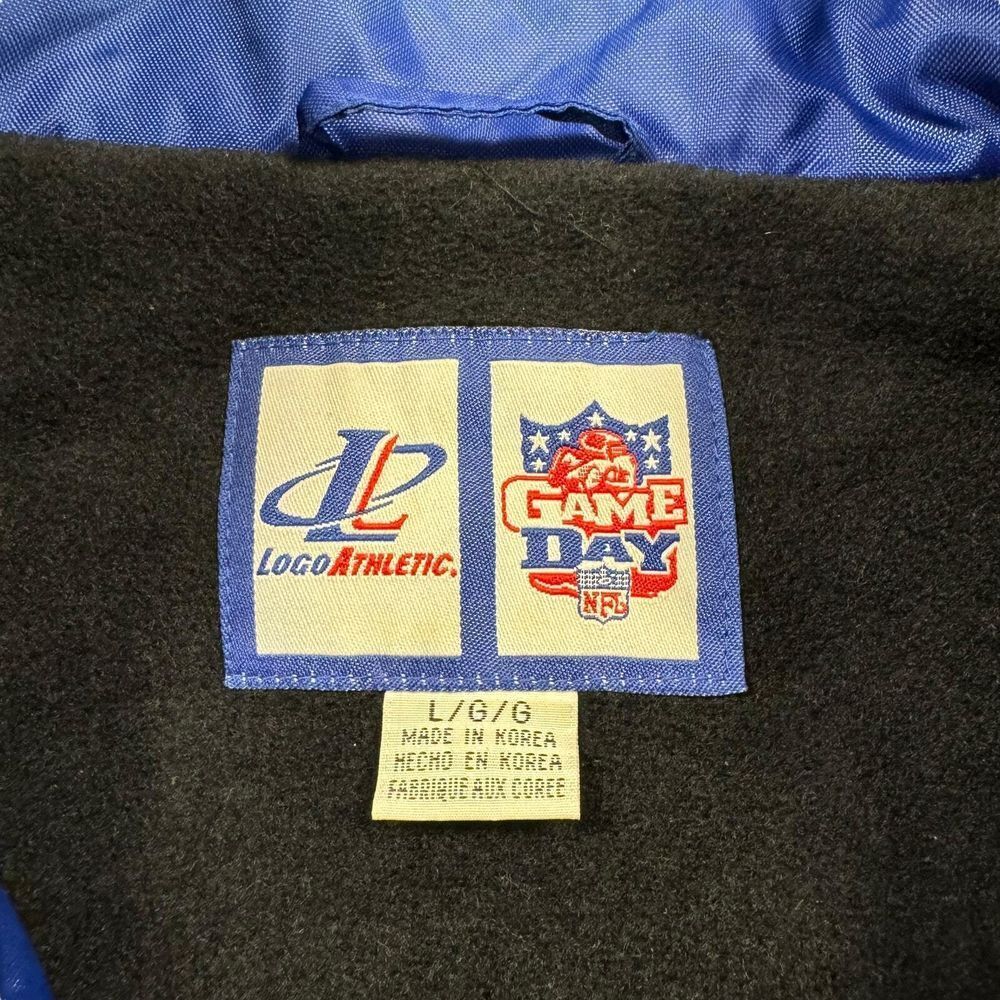 LOGO ATHLETIC.
GAME
DAY
NFL
L/G/G
MADE IN KOREA
HECHO EN KOREA
FABRIQUE AUX COREE